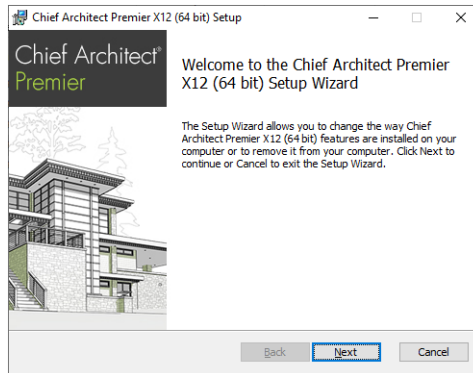 Chief Architect Premier X12 (64 bit) Setup
Chief Architect®
Premier
Welcome to the Chief Architect Premier
X12 (64 bit) Setup Wizard
The Setup Wizard allows you to change the way Chief
Architect Premier X12 (64 bit) features are installed on your
computer or to remove it from your computer. Click Next to
continue or Cancel to exit the Setup Wizard.
Back
Next
Cancel